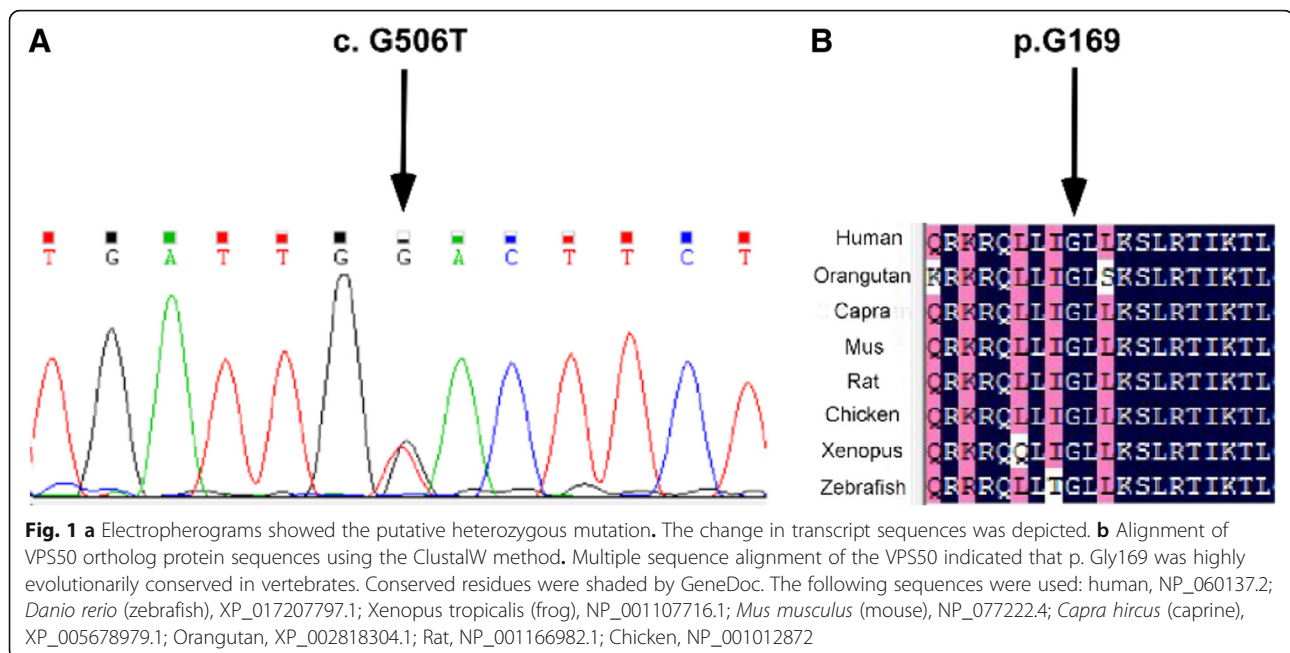 A
c. G506T
B
p.G169
T G A T T G G A C T T C T
Human QRKRQLLIGLLKSLRTIKTL
Orangutan KRKRQLLIGLSKSLRTIKTL
Capra QRKRQLLIGLLKSLRTIKTL
Mus QRKRQLLIGLLKSLRTIKTL
Rat QRKRQLLIGLLKSLRTIKTL
Chicken QRKRQLLIGLLKSLRTIKTL
Xenopus QRKRQQLIGLLKSLRTIKTL
Zebrafish QRRRQLLTGLLKSLRTIKTL
Fig. 1 a Electropherograms showed the putative heterozygous mutation. The change in transcript sequences was depicted. b Alignment of
VPS50 ortholog protein sequences using the ClustalW method. Multiple sequence alignment of the VPS50 indicated that p. Gly169 was highly
evolutionarily conserved in vertebrates. Conserved residues were shaded by GeneDoc. The following sequences were used: human, NP_060137.2;
Danio rerio (zebrafish), XP_017207797.1; Xenopus tropicalis (frog), NP_001107716.1; Mus musculus (mouse), NP_077222.4; Capra hircus (caprine),
XP_005678979.1; Orangutan, XP_002818304.1; Rat, NP_001166982.1; Chicken, NP_001012872